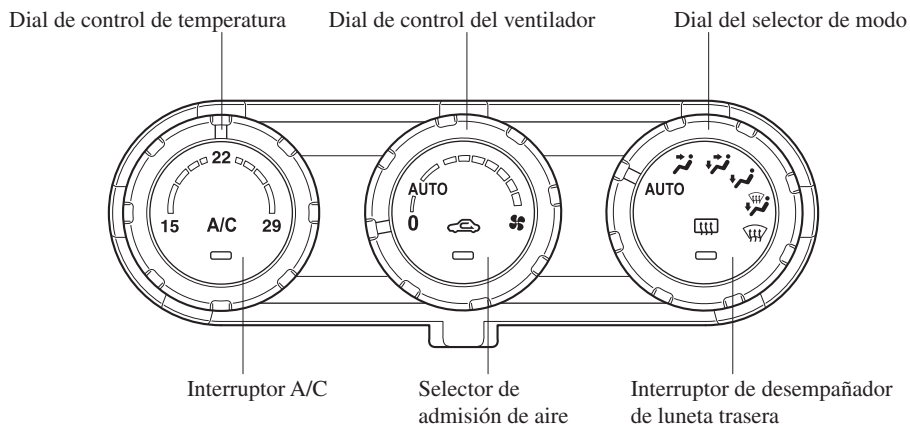 Dial de control de temperatura
Dial de control del ventilador
Dial del selector de modo
22
15
A/C
29
AUTO
0
AUTO
Interruptor A/C
Selector de
admisión de aire
Interruptor de desempañador
de luneta trasera